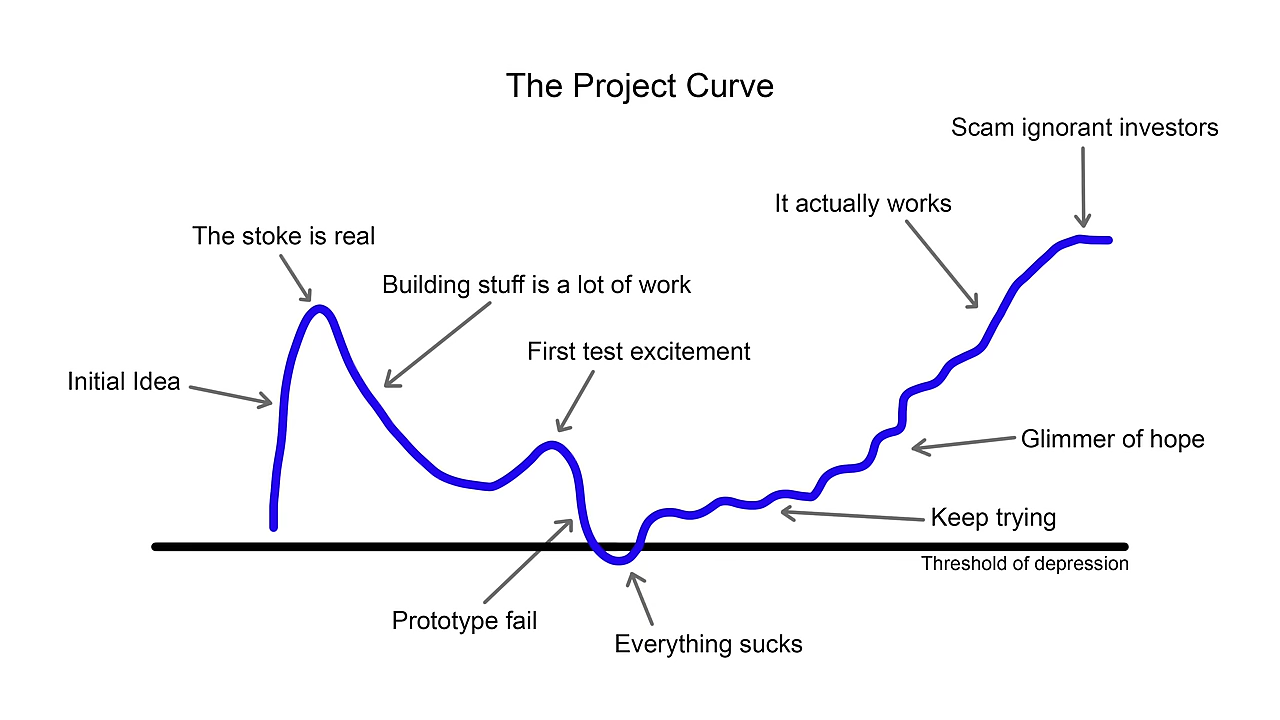 The Project Curve
Scam ignorant investors
It actually works
The stoke is real
Building stuff is a lot of work
First test excitement
Initial Idea
Glimmer of hope
Keep trying
Threshold of depression
Prototype fail
Everything sucks